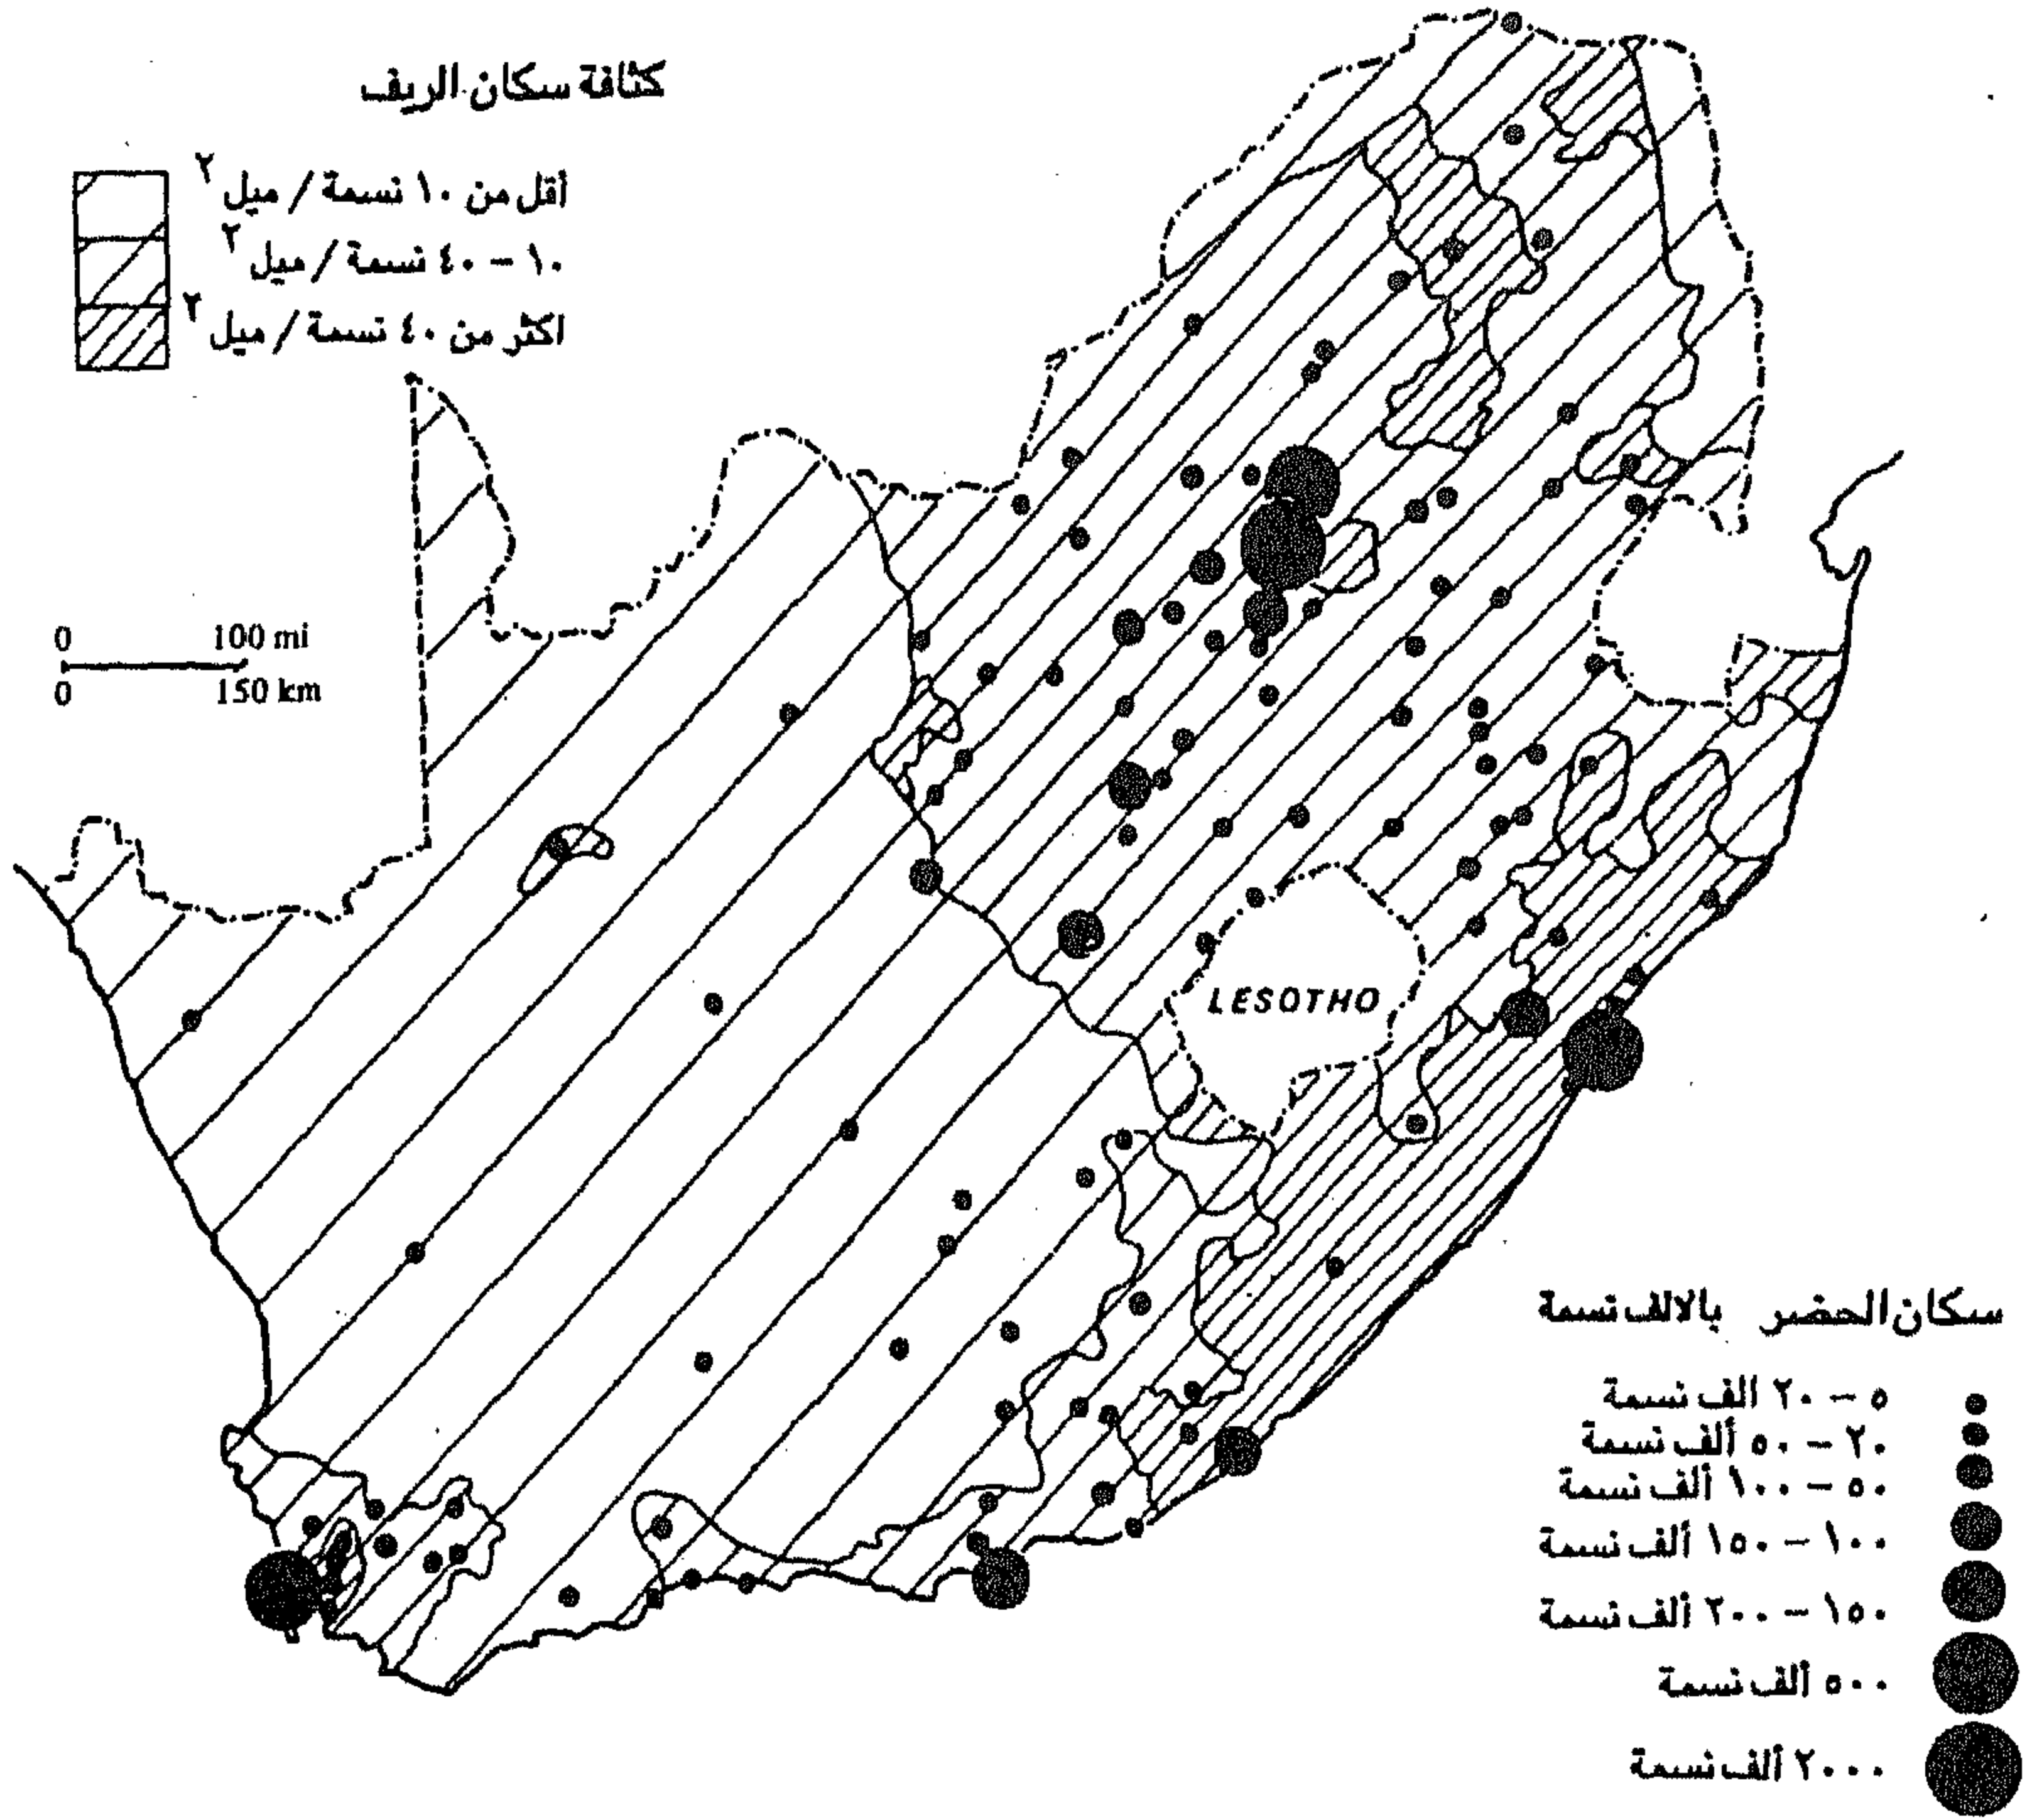 كثافة سكان الريف
أقل من ١٠ نسمة / ميل ٢
١٠ – ٤٠ نسمة / ميل ٢
اكثر من ٤٠ نسمة / ميل ٢
0 100 mi
0 150 km
LESOTHO
سكان الحضر بالالف نسمة
٥ – ٢٠ الف نسمة
٢٠ – ٥٠ ألف نسمة
٥٠ – ١٠٠ ألف نسمة
١٠٠ – ١٥٠ ألف نسمة
١٥٠ – ٢٠٠ ألف نسمة
٥٠٠ ألف نسمة
٢٠٠٠ ألف نسمة